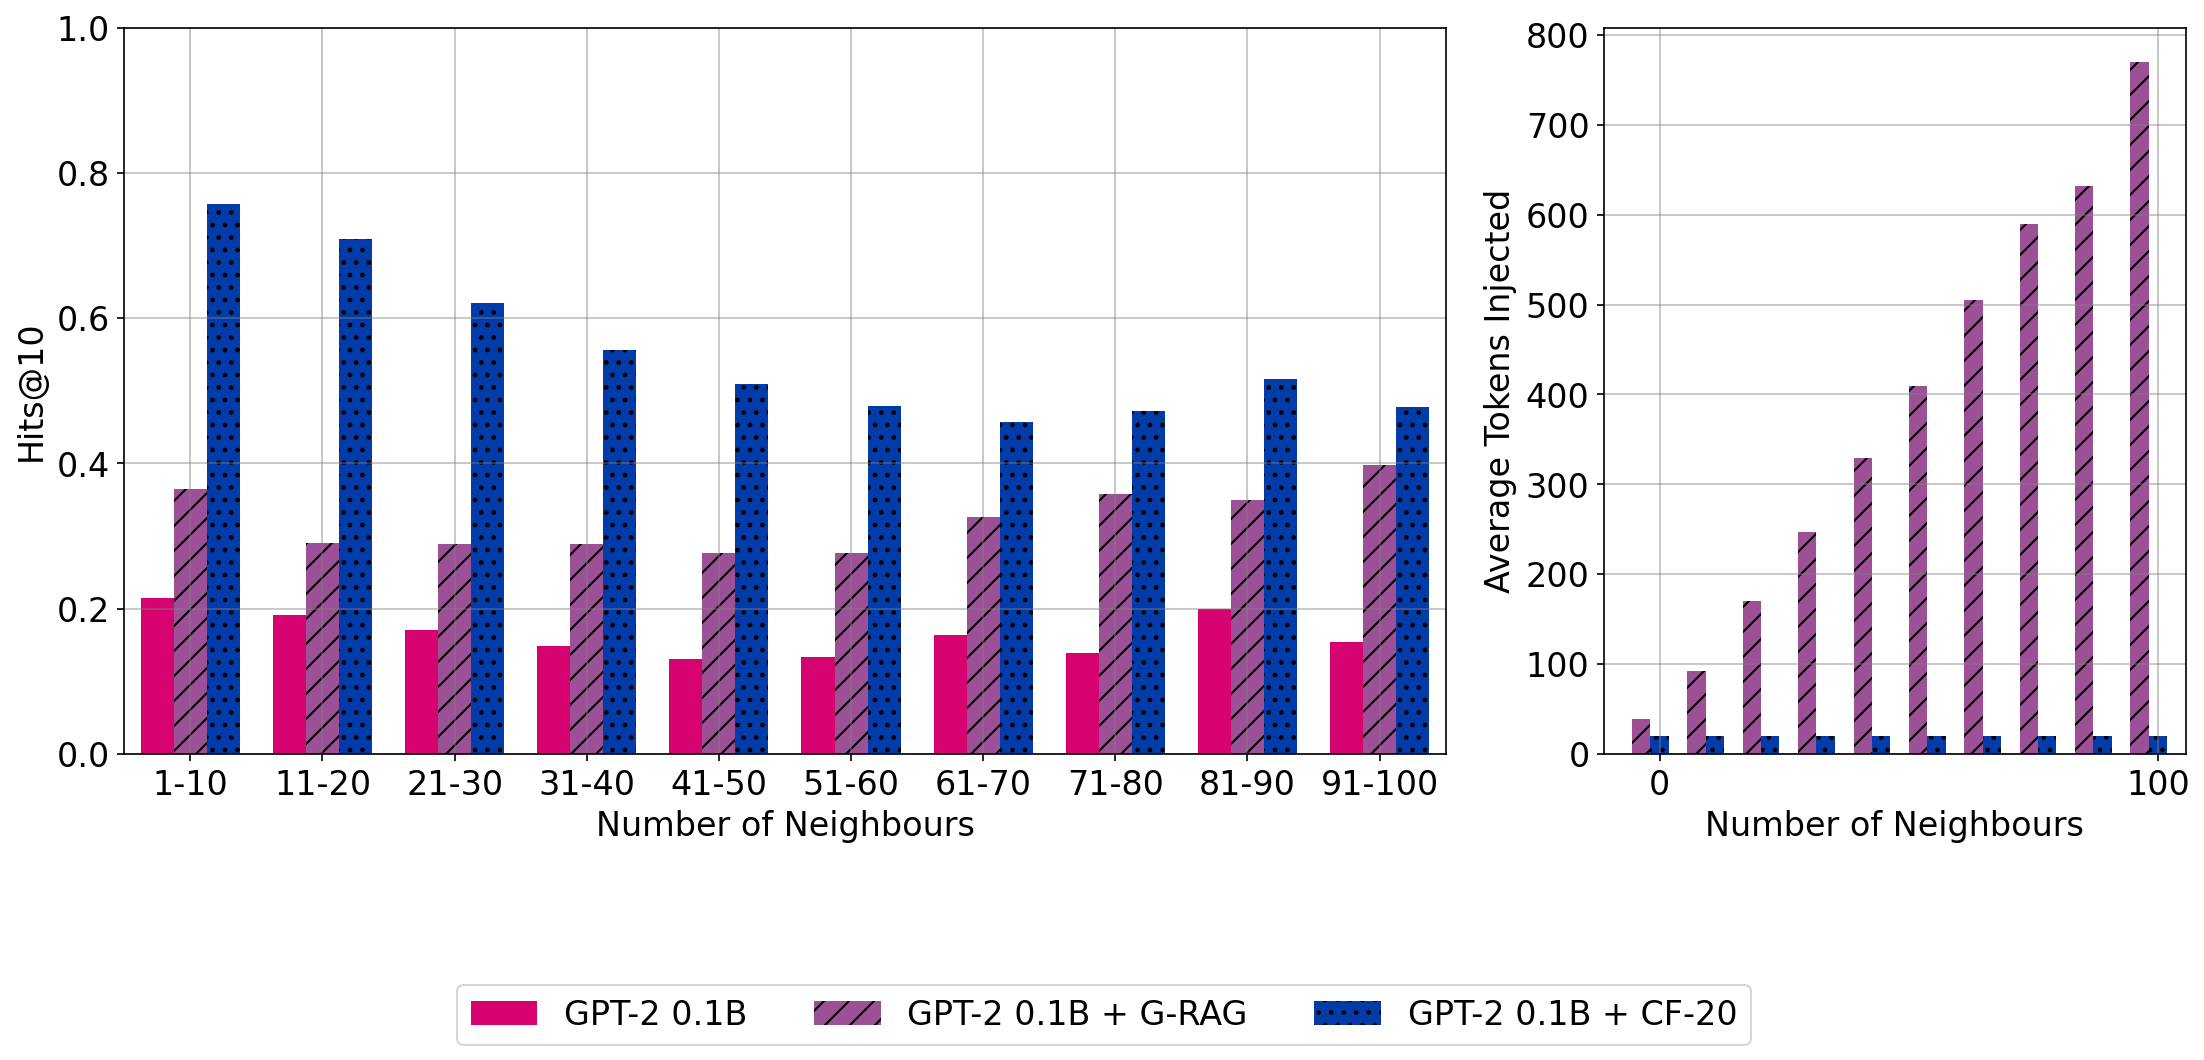 1.0
0.8
0.6
0.4
0.2
0.0
Hits@10
1-10 11-20 21-30 31-40 41-50 51-60 61-70 71-80 81-90 91-100
Number of Neighbours
800
700
600
500
400
300
200
100
0
Average Tokens Injected
0 100
Number of Neighbours
GPT-2 0.1B GPT-2 0.1B + G-RAG GPT-2 0.1B + CF-20